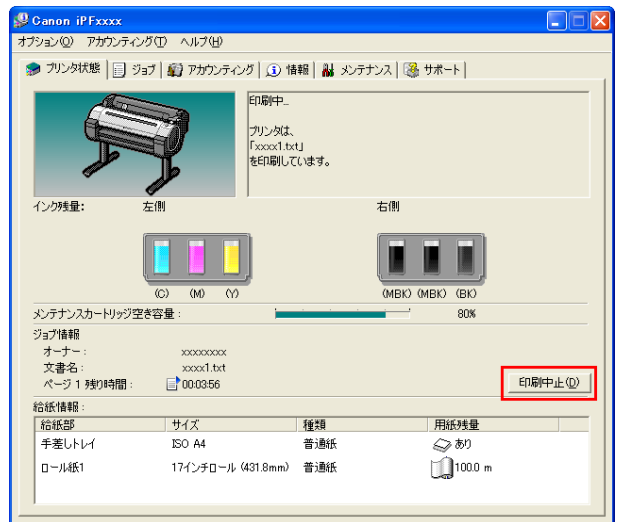 Canon iPFxxxx
オプション(O) アカウンティング(T) ヘルプ(H)
プリンタ状態 ジョブ アカウンティング 情報 メンテナンス サポート
印刷中_
プリンタは、
「xxxx1.txt」
を印刷しています。
インク残量: 左側 右側
(C) (M) (Y) (MBK) (MBK) (BK)
メンテナンスカートリッジ空き容量 : 80%
ジョブ情報
オーナー : xxxxxxxx
文書名 : xxxx1.txt
ページ 1 残り時間 : 00:03:56
印刷中止(D)
給紙情報 :
給紙部 サイズ 種類 用紙残量
手差しトレイ ISO A4 普通紙 あり
ロール紙1 17インチロール (431.8mm) 普通紙 100.0 m